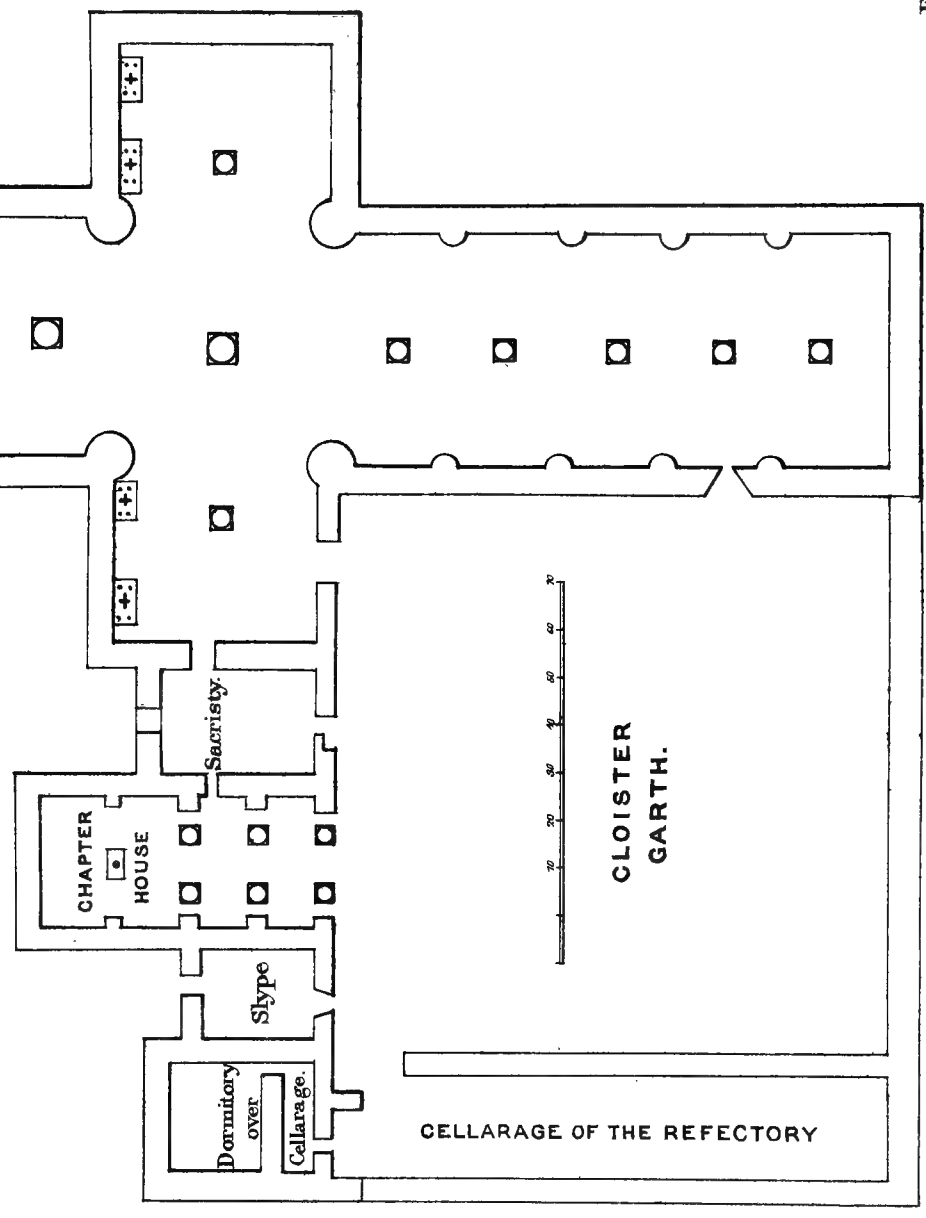 Sacristy.
CHAPTER
HOUSE
Slype
Dormitory
over
Cellarage.
CLOISTER
GARTH.
10 20 30 40 50 60 70
CELLARAGE OF THE REFECTORY